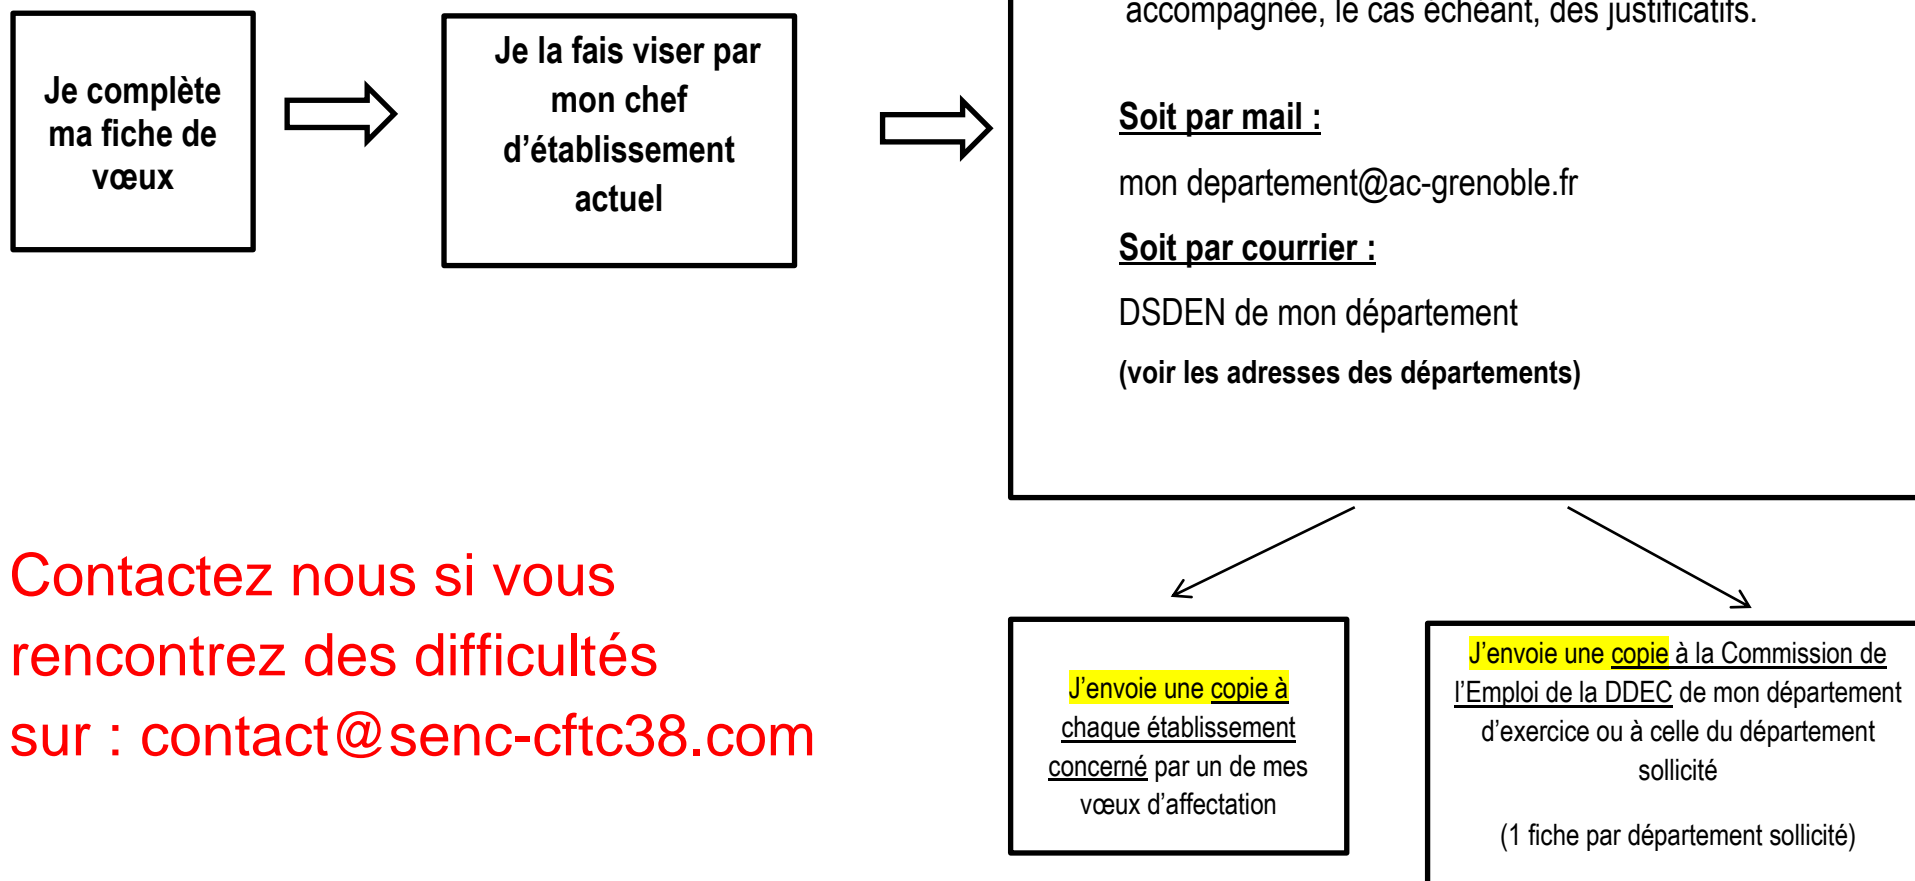 Je complète
ma fiche de
vœux
Je la fais viser par
mon chef
d’établissement
actuel
accompagnée, le cas échéant, des justificatifs.
Soit par mail :
mon departement@ac-grenoble.fr
Soit par courrier :
DSDEN de mon département
(voir les adresses des départements)
Contactez nous si vous
rencontrez des difficultés
sur : contact@senc-cftc38.com
J’envoie une copie à
chaque établissement
concerné par un de mes
vœux d’affectation
J’envoie une copie à la Commission de
l’Emploi de la DDEC de mon département
d’exercice ou à celle du département
sollicité
(1 fiche par département sollicité)